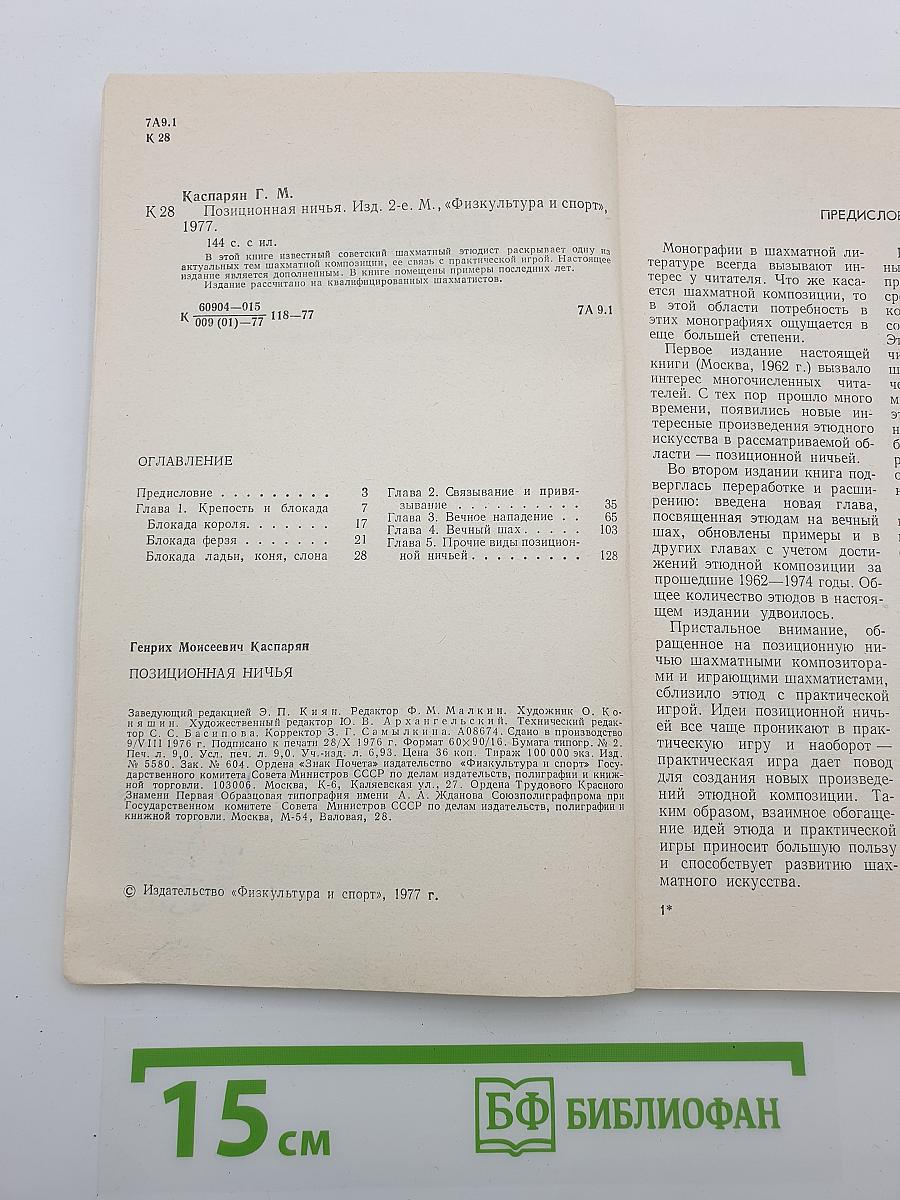 7А9.1
К 28
Каспарян Г. М.
К 28 Позиционная ничья. Изд. 2-е. М., «Физкультура и спорт»,
1977.
144 с. с ил.
В этой книге известный советский шахматный этюдист раскрывает одну из
актуальных тем шахматной композиции, ее связь с практической игрой. Настоящее
издание является дополненным. В книге помещены примеры последних лет.
Издание рассчитано на квалифицированных шахматистов.
К 60904—015
009 (01)—77 118—77 7А 9.1
ОГЛАВЛЕНИЕ
Предисловие . . . . . . . . . 3
Глава 1. Крепость и блокада 7
Блокада короля. . . . . . . 17
Блокада ферзя . . . . . . . 21
Блокада ладьи, коня, слона 28
Глава 2. Связывание и привя-
зывание . . . . . . . . . . 35
Глава 3. Вечное нападение . . 65
Глава 4. Вечный шах. . . . . 103
Глава 5. Прочие виды позицион-
ной ничьей . . . . . . . . . 128
Генрих Моисеевич Каспарян
ПОЗИЦИОННАЯ НИЧЬЯ
Заведующий редакцией Э. П. Киян. Редактор Ф. М. Малкин. Художник О. Ко-
няшин. Художественный редактор Ю. В. Архангельский. Технический редак-
тор С. С. Басипова. Корректор З. Г. Самылкина. А08674. Сдано в производство
9/VIII 1976 г. Подписано к печати 28/X 1976 г. Формат 60×90/16. Бумага типогр. № 2.
Печ. л. 9,0. Усл. печ. л. 9,0. Уч.-изд. л. 6,93. Цена 36 коп. Тираж 100 000 экз. Изд.
№ 5580. Зак. № 604. Ордена «Знак Почета» издательство «Физкультура и спорт» Госу-
дарственного комитета Совета Министров СССР по делам издательств, полиграфии и книж-
ной торговли. 103006. Москва, К-6, Каляевская ул., 27. Ордена Трудового Красного
Знамени Первая Образцовая типография имени А. А. Жданова Союзполиграфпрома при
Государственном комитете Совета Министров СССР по делам издательств, полиграфии и
книжной торговли. Москва, М-54, Валовая, 28.
© Издательство «Физкультура и спорт», 1977 г.
ПРЕДИСЛОВ
Монографии в шахматной ли-
тературе всегда вызывают ин-
терес у читателя. Что же каса-
ется шахматной композиции, то
в этой области потребность в
этих монографиях ощущается в
еще большей степени.
Первое издание настоящей
книги (Москва, 1962 г.) вызвало
интерес многочисленных чита-
телей. С тех пор прошло много
времени, появились новые ин-
тересные произведения этюдного
искусства в рассматриваемой об-
ласти — позиционной ничьей.
Во втором издании книга под-
верглась переработке и расши-
рению: введена новая глава,
посвященная этюдам на вечный
шах, обновлены примеры и в
других главах с учетом дости-
жений этюдной композиции за
прошедшие 1962—1974 годы. Об-
щее количество этюдов в настоя-
щем издании удвоилось.
Пристальное внимание, об-
ращенное на позиционную ни-
чью шахматными композитора-
ми и играющими шахматистами,
сблизило этюд с практической
игрой. Идеи позиционной ничь-
ей все чаще проникают в прак-
тическую игру и наоборот —
практическая игра дает повод
для создания новых произведе-
ний этюдной композиции. Та-
ким образом, взаимное обогаще-
ние идей этюда и практической
игры приносит большую пользу
и способствует развитию шах-
матного искусства.
1*
15 см
БФ БИБЛИОФАН